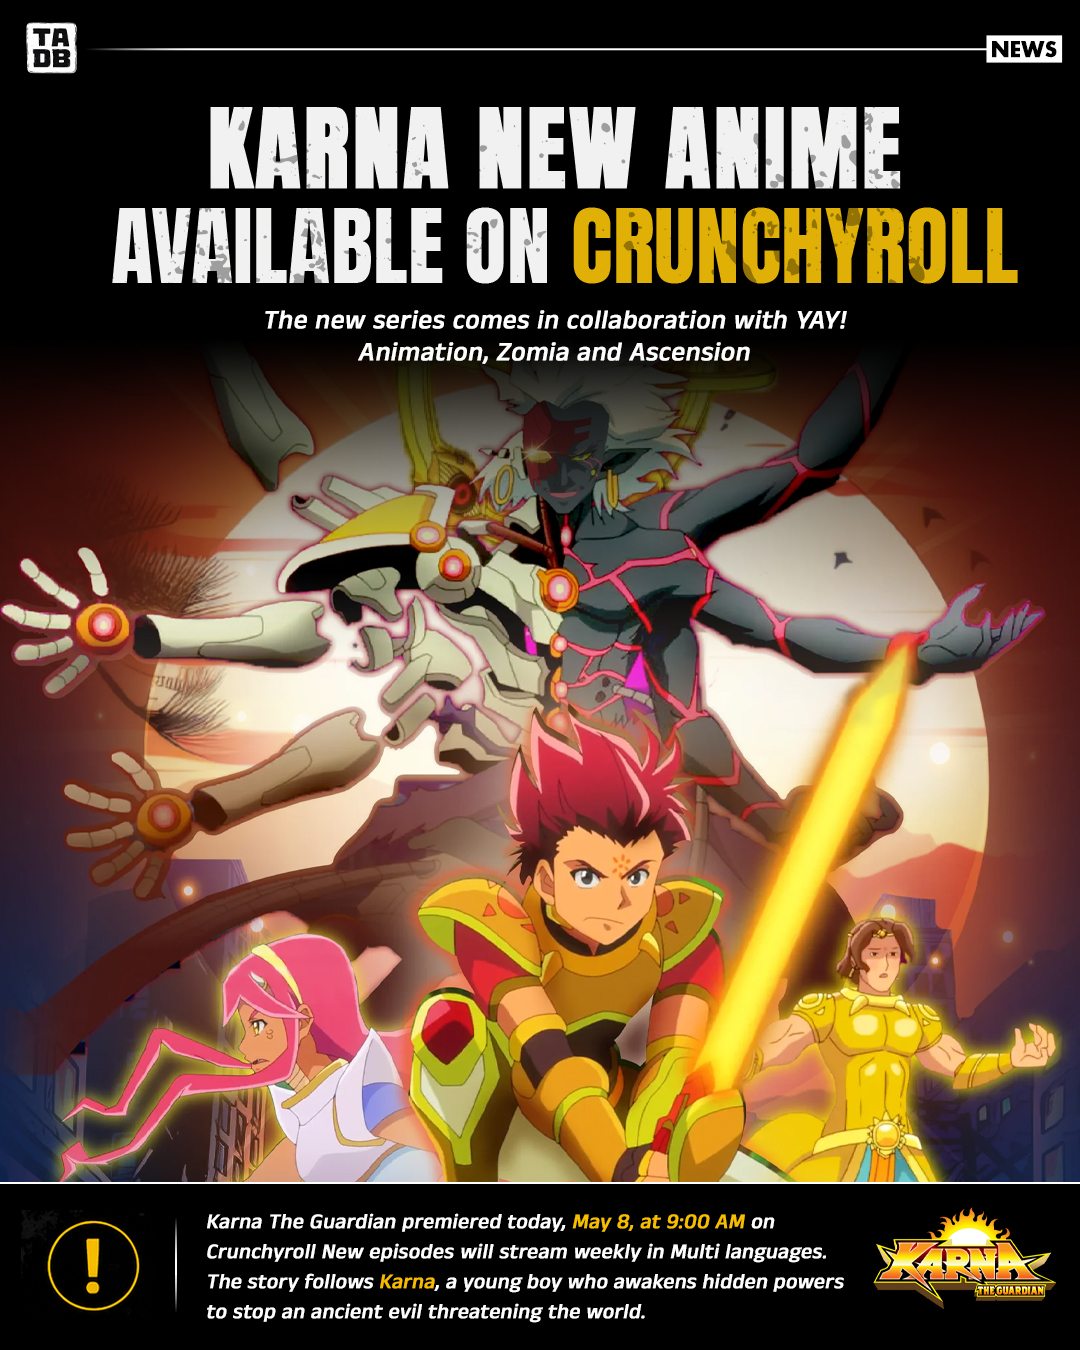 TA
DB
NEWS
KARNA NEW ANIME
AVAILABLE ON CRUNCHYROLL
The new series comes in collaboration with YAY!
Animation, Zomia and Ascension
Karna The Guardian premiered today, May 8, at 9:00 AM on
Crunchyroll New episodes will stream weekly in Multi languages.
The story follows Karna, a young boy who awakens hidden powers
to stop an ancient evil threatening the world.
!
KARNA
THE GUARDIAN